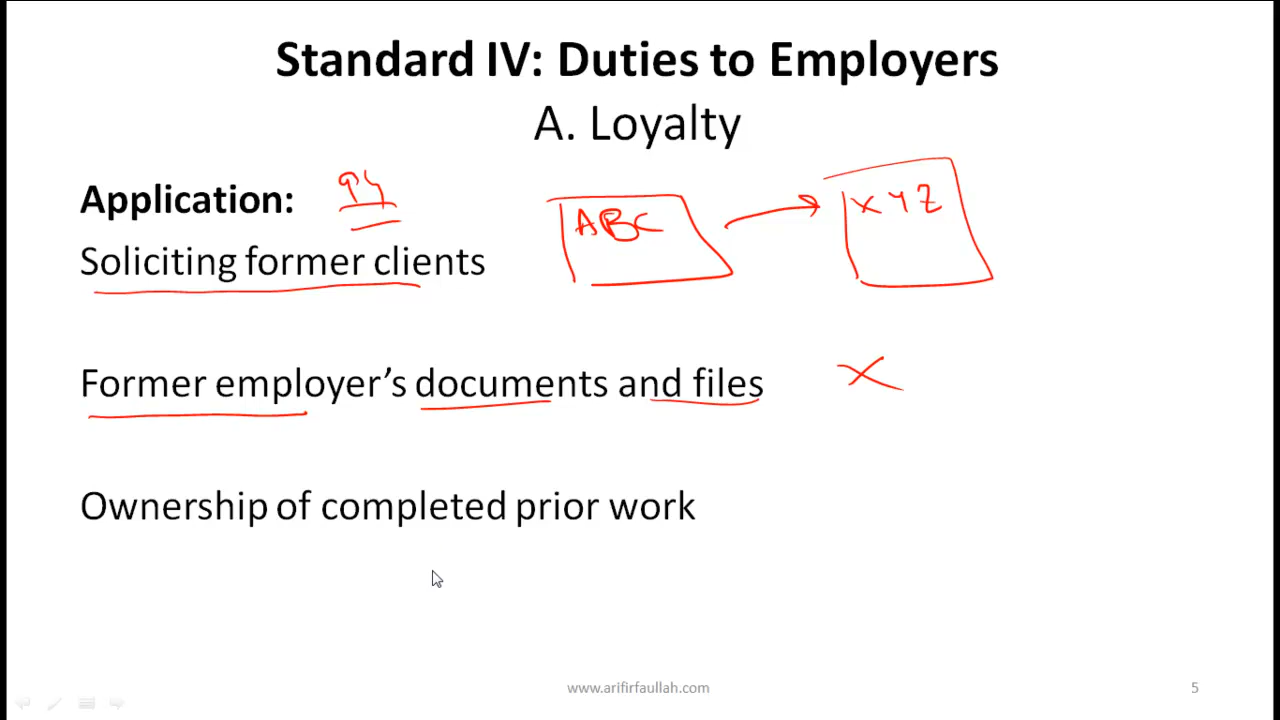 Standard IV: Duties to Employers
A. Loyalty
Application: 94
ABC
XYZ
Soliciting former clients
Former employer’s documents and files X
Ownership of completed prior work
www.arifirfaullah.com
5